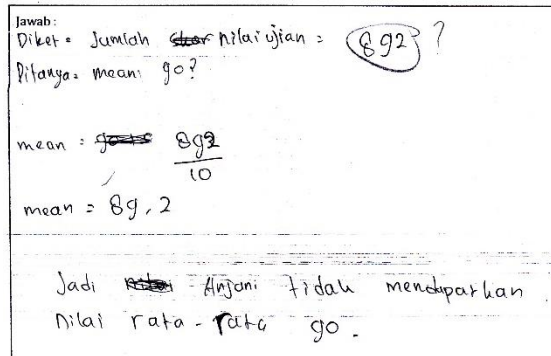 Jawab :
Diket = Jumlah nilai ujian = 892 ?
Ditanya = mean 90?
mean = 892
10
mean = 89,2
Jadi Anjani tidak mendapatkan
nilai rata-rata 90.